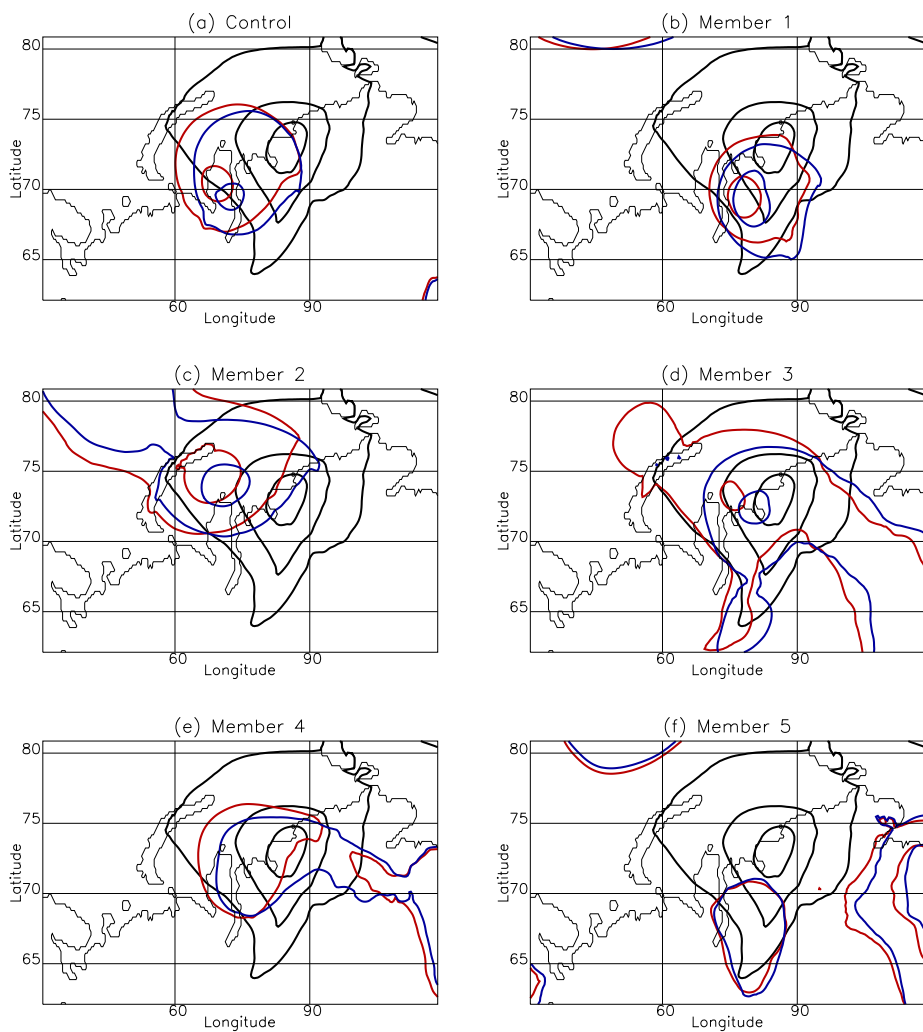 (a) Control
(b) Member 1
80
75
70
65
Latitude
60
90
Longitude
80
75
70
65
Latitude
60
90
Longitude
(c) Member 2
(d) Member 3
80
75
70
65
Latitude
60
90
Longitude
80
75
70
65
Latitude
60
90
Longitude
(e) Member 4
(f) Member 5
80
75
70
65
Latitude
60
90
Longitude
80
75
70
65
Latitude
60
90
Longitude